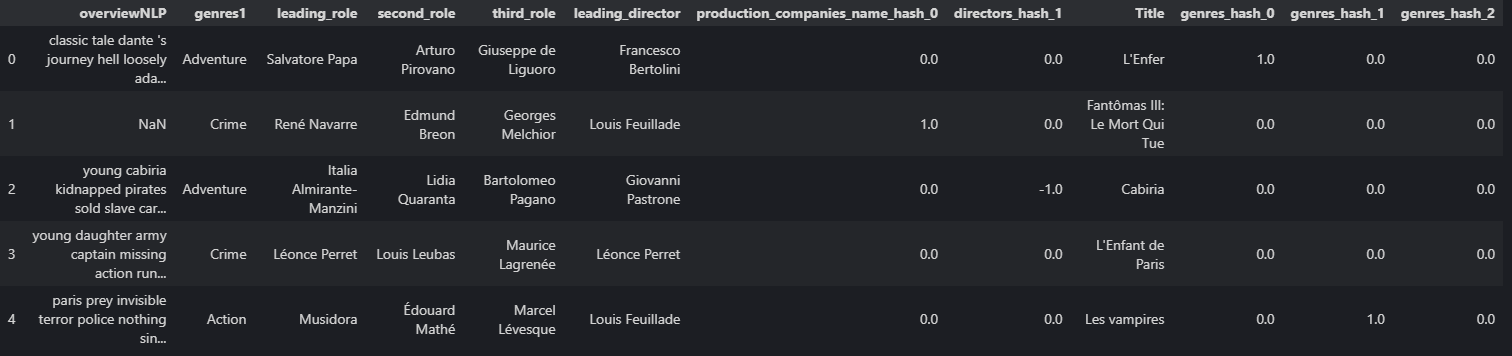 overviewNLP genres1 leading_role second_role third_role leading_director production_companies_name_hash_0 directors_hash_1 Title genres_hash_0 genres_hash_1 genres_hash_2
0 classic tale dante 's journey hell loosely ada... Adventure Salvatore Papa Arturo Pirovano Giuseppe de Liguoro Francesco Bertolini 0.0 0.0 L'Enfer 1.0 0.0 0.0
1 NaN Crime René Navarre Edmund Breon Georges Melchior Louis Feuillade 1.0 0.0 Fantômas III: Le Mort Qui Tue 0.0 0.0 0.0
2 young cabiria kidnapped pirates sold slave car... Adventure Italia Almirante-Manzini Lidia Quaranta Bartolomeo Pagano Giovanni Pastrone 0.0 -1.0 Cabiria 0.0 0.0 0.0
3 young daughter army captain missing action run... Crime Léonce Perret Louis Leubas Maurice Lagrenée Léonce Perret 0.0 0.0 L'Enfant de Paris 0.0 0.0 0.0
4 paris prey invisible terror police nothing sin... Action Musidora Édouard Mathé Marcel Lévesque Louis Feuillade 0.0 0.0 Les vampires 0.0 1.0 0.0